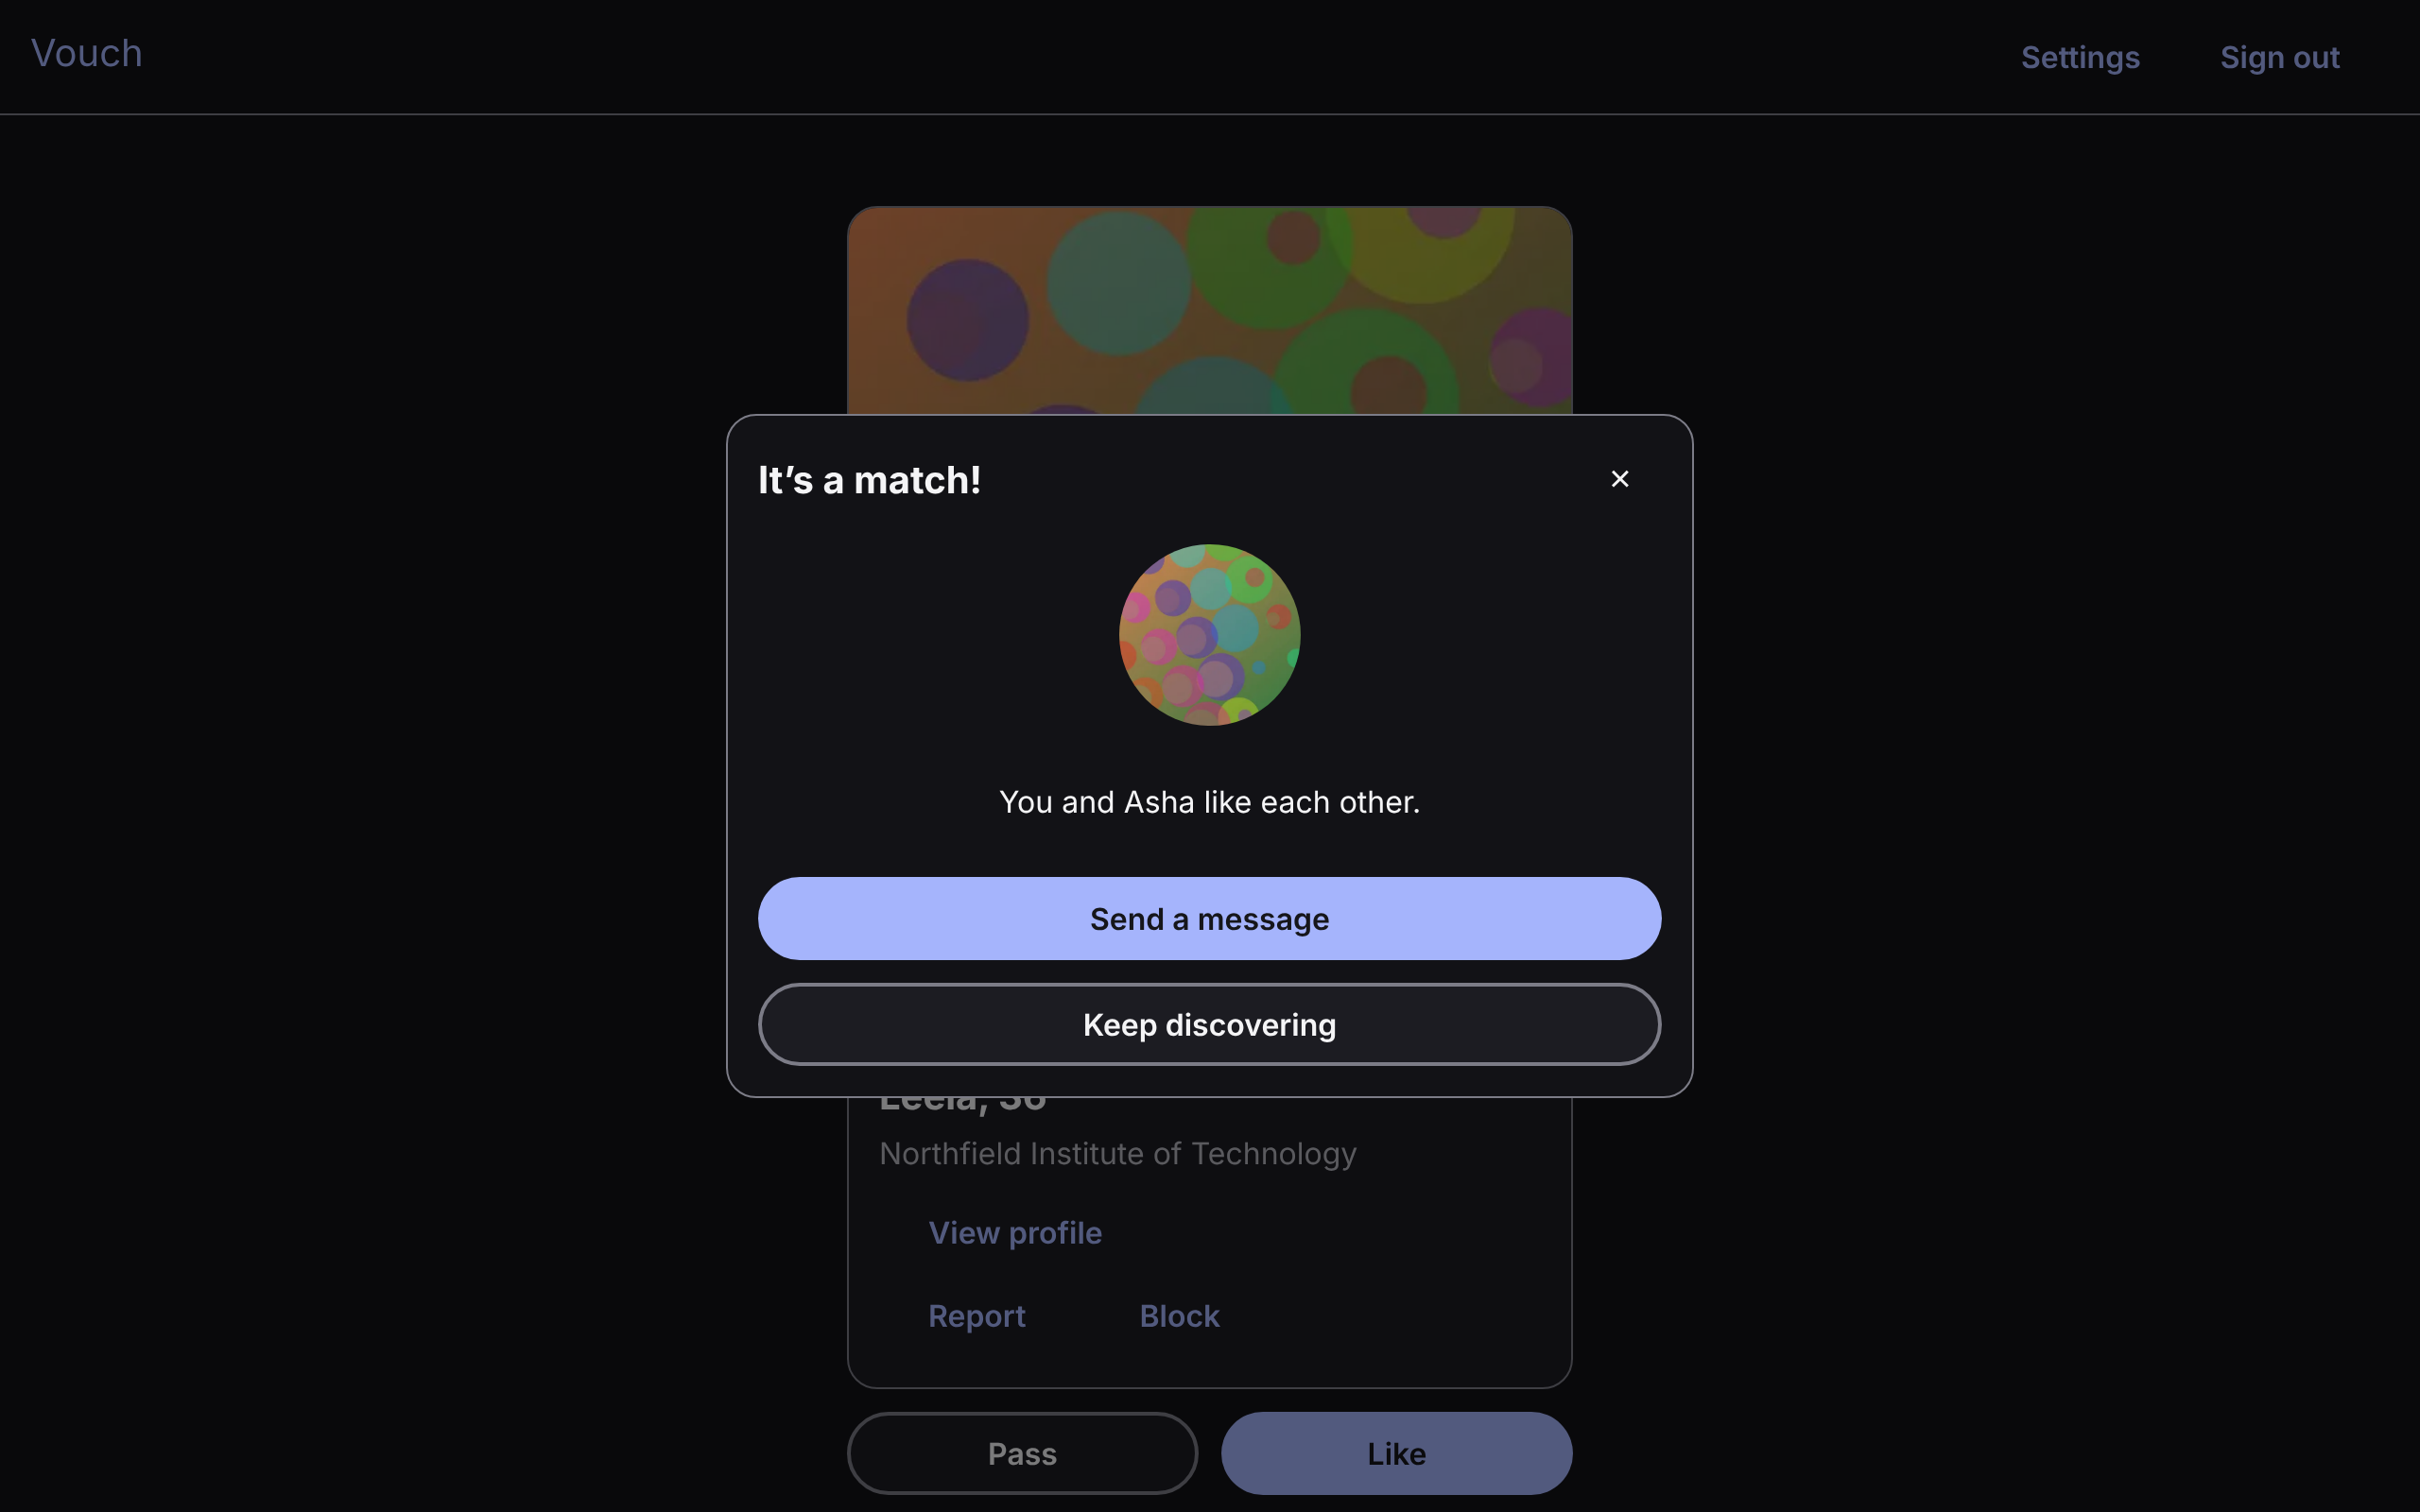 Vouch
Settings
Sign out
It’s a match!
×
You and Asha like each other.
Send a message
Keep discovering
Northfield Institute of Technology
View profile
Report
Block
Pass
Like